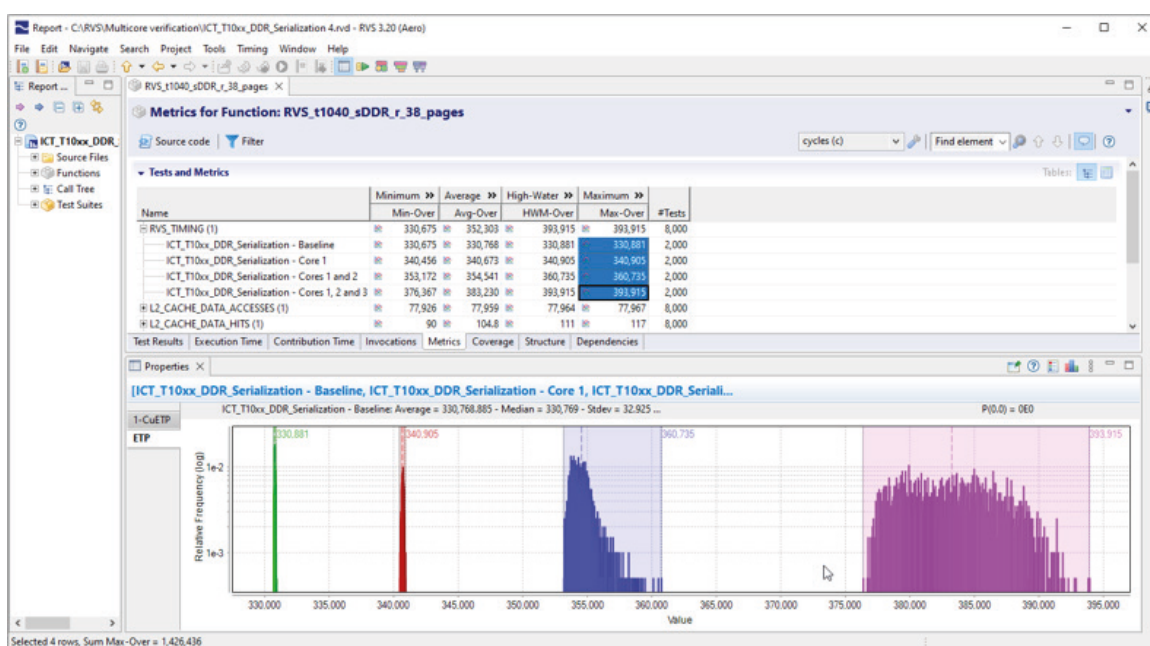 Report - C:\RVS\Multicore verification\ICT_T10xx_DDR_Serialization 4.rvd - RVS 3.20 (Aero)
File Edit Navigate Search Project Tools Timing Window Help
Report ...
RVS_t1040_sDDR_r_38_pages
Metrics for Function: RVS_t1040_sDDR_r_38_pages
ICT_T10xx_DDR_
Source Files
Functions
Call Tree
Test Suites
Source code Filter cycles (c) Find element
Tests and Metrics Tables:
Minimum » Average » High-Water » Maximum »
Name Min-Over Avg-Over HWM-Over Max-Over #Tests
RVS_TIMING (1) 330,675 352,303 393,915 393,915 8,000
ICT_T10xx_DDR_Serialization - Baseline 330,675 330,768 330,881 330,881 2,000
ICT_T10xx_DDR_Serialization - Core 1 340,456 340,673 340,905 340,905 2,000
ICT_T10xx_DDR_Serialization - Cores 1 and 2 353,172 354,541 360,735 360,735 2,000
ICT_T10xx_DDR_Serialization - Cores 1, 2 and 3 376,367 383,230 393,915 393,915 2,000
L2_CACHE_DATA_ACCESSES (1) 77,926 77,959 77,964 77,967 8,000
L2_CACHE_DATA_HITS (1) 90 104.8 111 117 8,000
Test Results Execution Time Contribution Time Invocations Metrics Coverage Structure Dependencies
Properties
[ICT_T10xx_DDR_Serialization - Baseline, ICT_T10xx_DDR_Serialization - Core 1, ICT_T10xx_DDR_Seriali...
1-CuETP
ETP
ICT_T10xx_DDR_Serialization - Baseline: Average = 330,768.885 - Median = 330,769 - Stdev = 32.925 ... P(0.0) = 0E0
330.881 340.905 360.735 393.915
Relative Frequency (log)
1e-2
1e-3
330.000 335.000 340.000 345.000 350.000 355.000 360.000 365.000 370.000 375.000 380.000 385.000 390.000 395.000
Value
Selected 4 rows, Sum Max-Over = 1,426,436